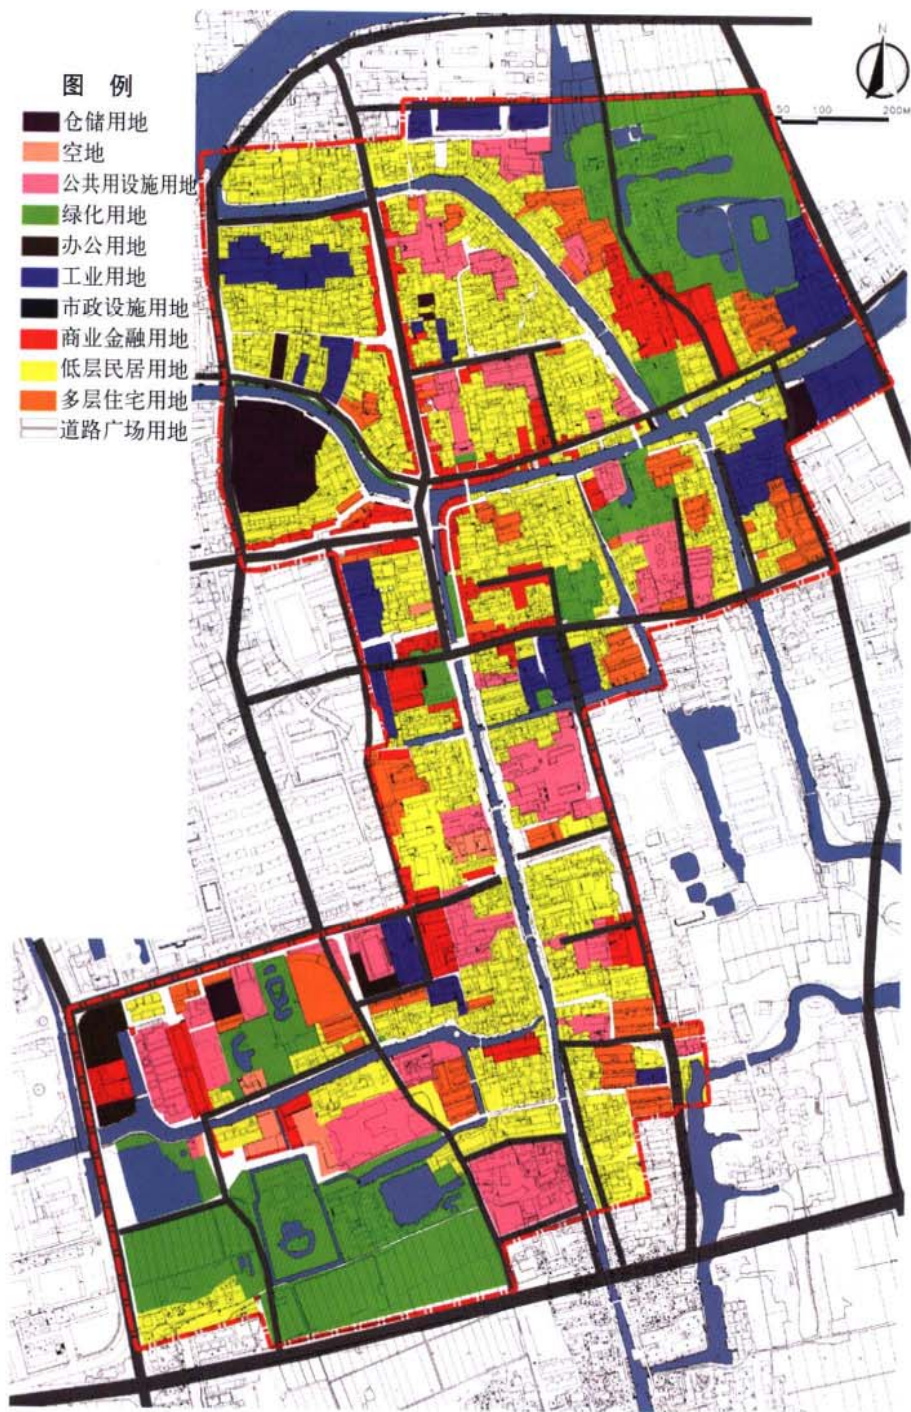 N
50 100 200M
图 例
仓储用地
空地
公共用设施用地
绿化用地
办公用地
工业用地
市政设施用地
商业金融用地
低层民居用地
多层住宅用地
道路广场用地